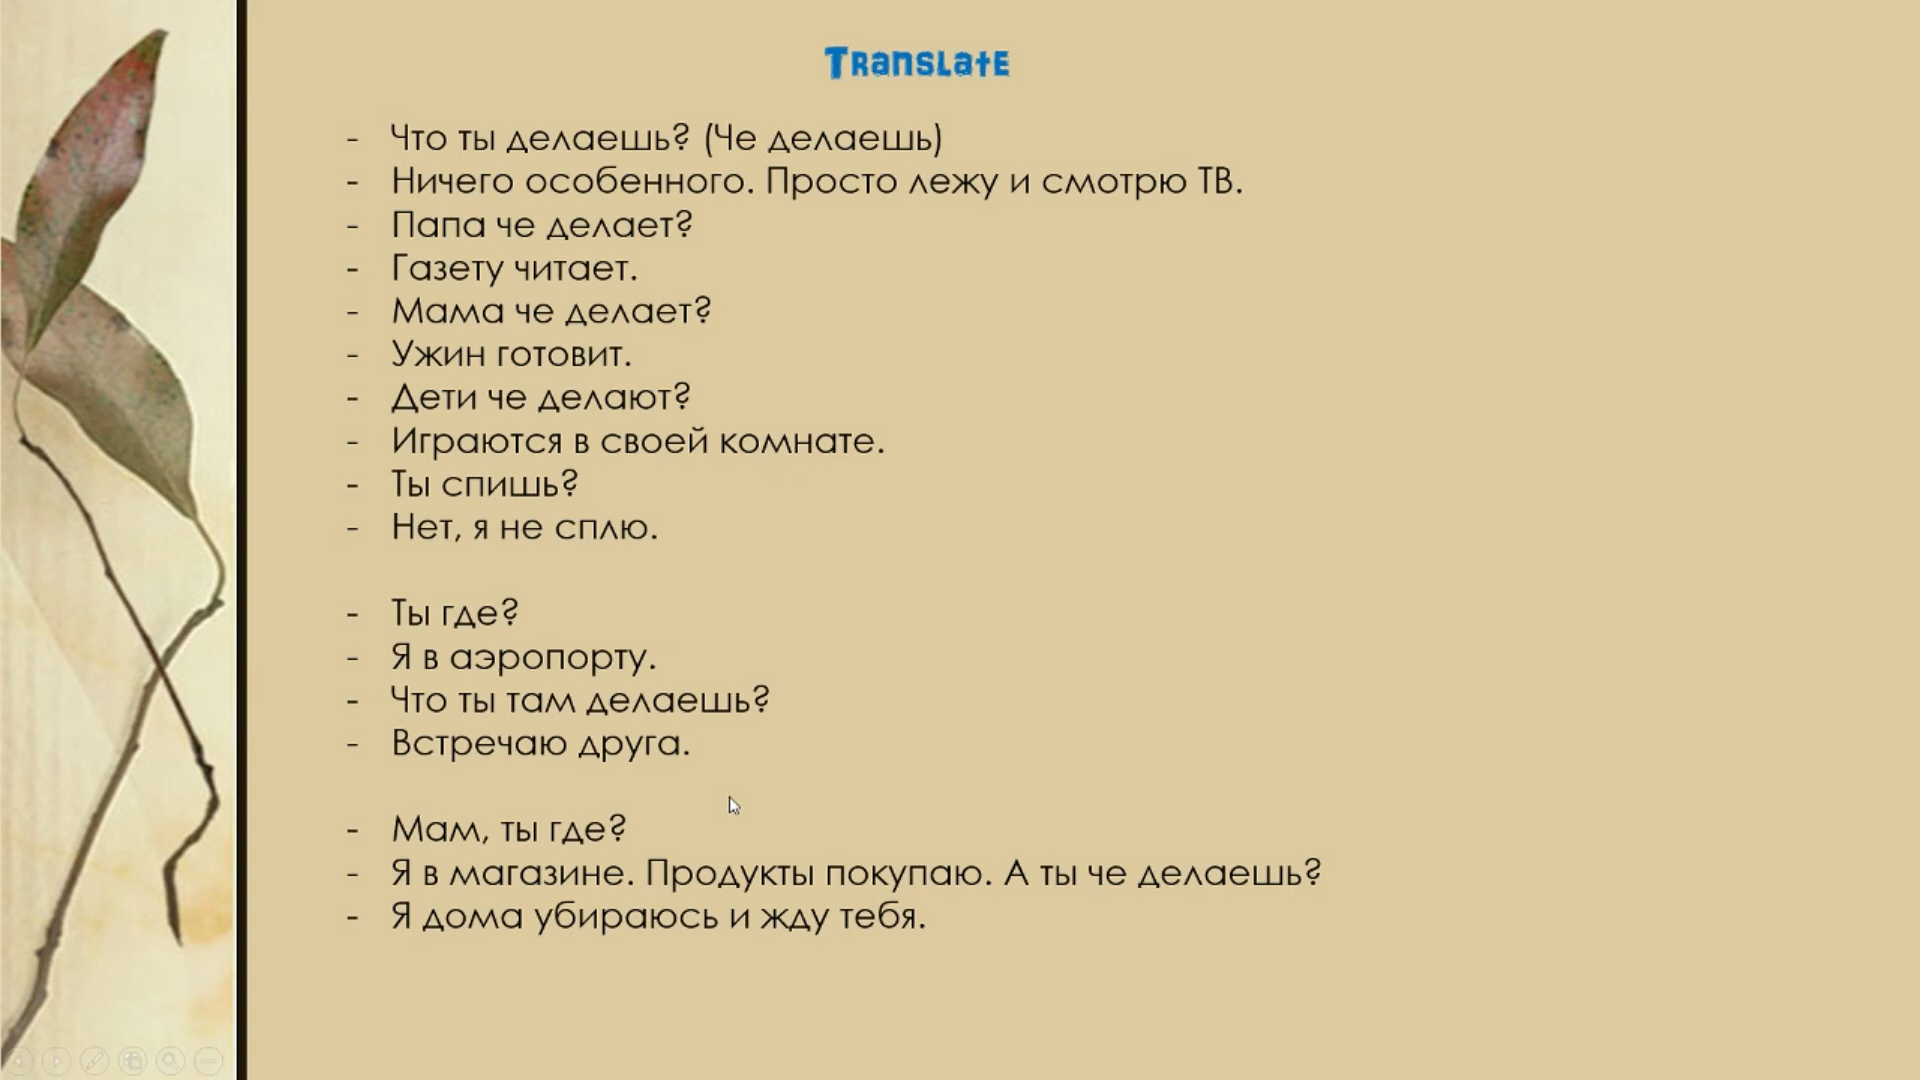 Translate
- Что ты делаешь? (Че делаешь)
- Ничего особенного. Просто лежу и смотрю ТВ.
- Папа че делает?
- Газету читает.
- Мама че делает?
- Ужин готовит.
- Дети че делают?
- Играются в своей комнате.
- Ты спишь?
- Нет, я не сплю.
- Ты где?
- Я в аэропорту.
- Что ты там делаешь?
- Встречаю друга.
- Мам, ты где?
- Я в магазине. Продукты покупаю. А ты че делаешь?
- Я дома убираюсь и жду тебя.